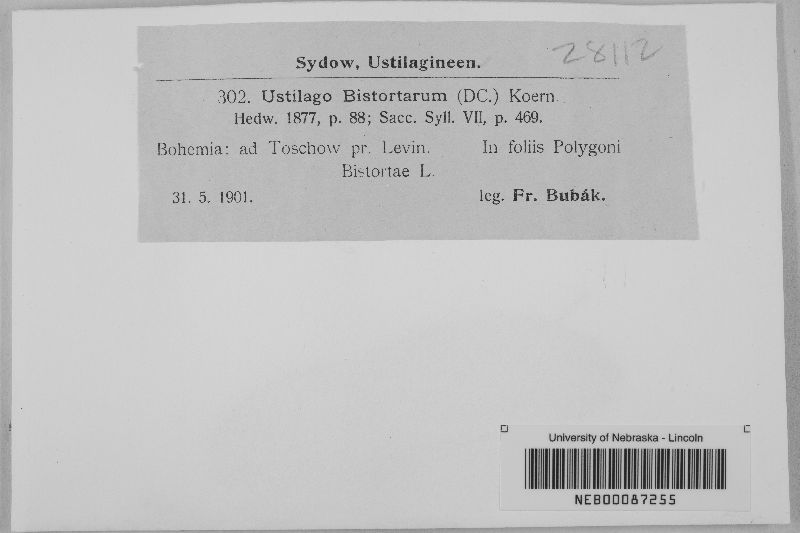 28112
Sydow, Ustilagineen.
302. Ustilago Bistortarum (DC.) Koern.
Hedw. 1877, p. 88; Sacc. Syll. VII, p. 469.
Bohemia: ad Toschow pr. Levin. In foliis Polygoni
Bistortae L.
31. 5. 1901. leg. Fr. Bubák.
University of Nebraska - Lincoln
NEB00087255